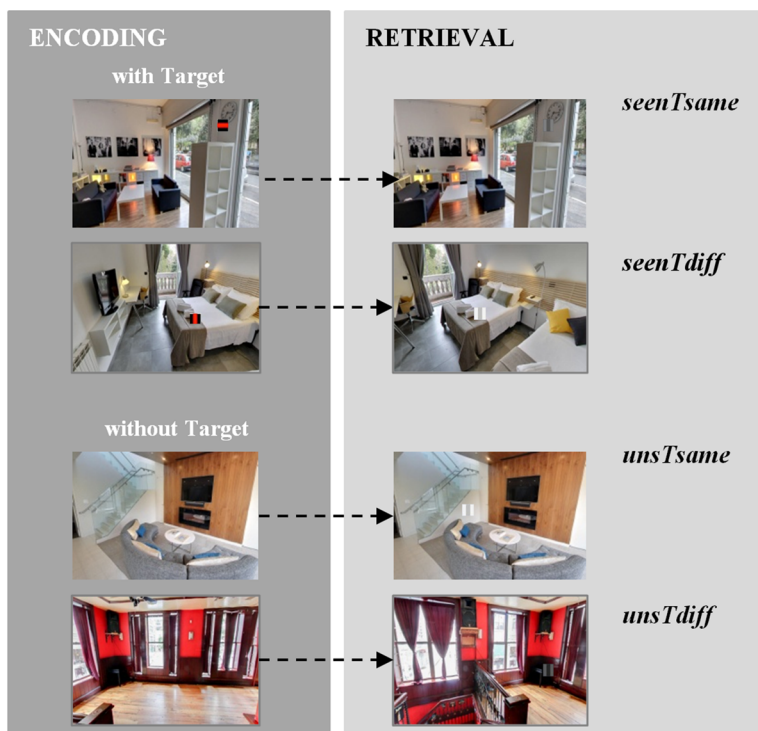 ENCODING
RETRIEVAL
with Target
seenTsame
seenTdiff
without Target
unsTsame
unsTdiff